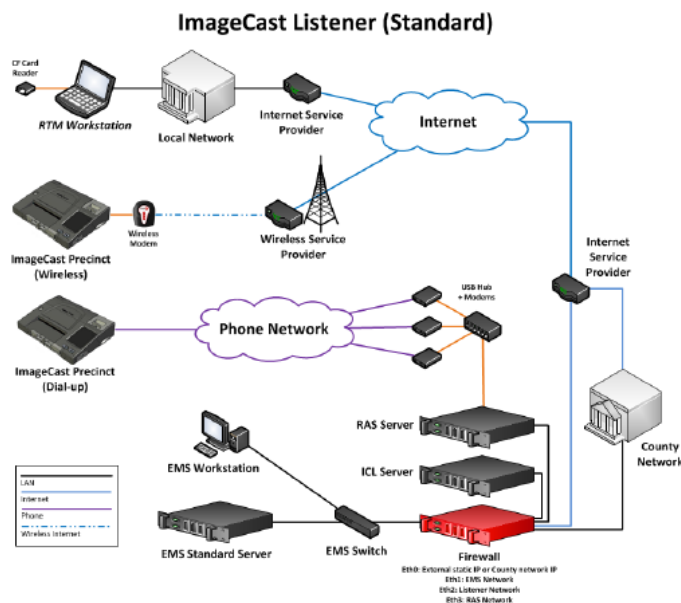 ImageCast Listener (Standard)
CF Card
Reader
RTM Workstation
Local Network
Internet Service
Provider
Internet
Wireless
Modem
ImageCast Precinct
(Wireless)
Wireless Service
Provider
Internet
Service
Provider
USB Hub
+ Modems
Phone Network
ImageCast Precinct
(Dial-up)
RAS Server
County
Network
EMS Workstation
ICL Server
LAN
Internet
Phone
Wireless Internet
EMS Standard Server
EMS Switch
Firewall
Eth0: External static IP or County network IP
Eth1: EMS Network
Eth2: Listener Network
Eth3: RAS Network